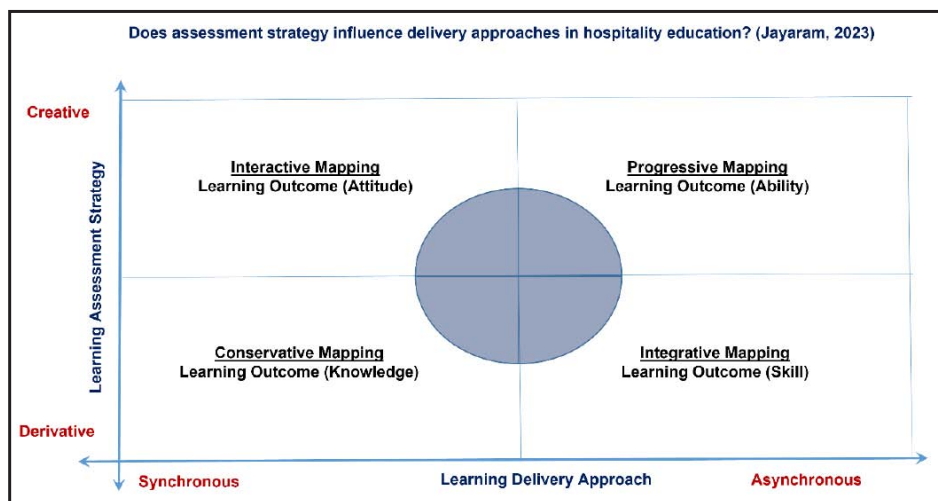 Does assessment strategy influence delivery approaches in hospitality education? (Jayaram, 2023)
Creative
Learning Assessment Strategy
Interactive Mapping
Learning Outcome (Attitude)
Progressive Mapping
Learning Outcome (Ability)
Conservative Mapping
Learning Outcome (Knowledge)
Integrative Mapping
Learning Outcome (Skill)
Derivative
Synchronous
Learning Delivery Approach
Asynchronous